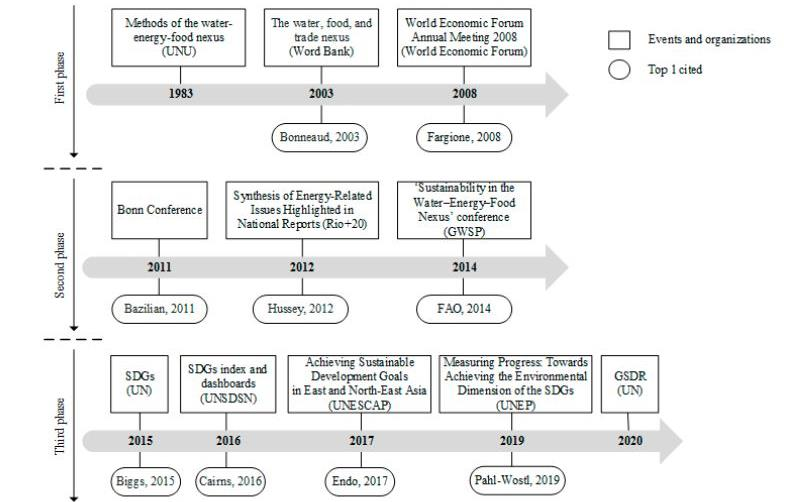 Methods of the water-
energy-food nexus
(UNU)
The water, food, and
trade nexus
(Word Bank)
World Economic Forum
Annual Meeting 2008
(World Economic Forum)
Events and organizations
Top 1 cited
First phase
1983
2003
2008
Bonneaud, 2003
Fargione, 2008
Bonn Conference
Synthesis of Energy-Related
Issues Highlighted in
National Reports (Rio+20)
'Sustainability in the
Water–Energy-Food
Nexus' conference
(GWSP)
Second phase
2011
2012
2014
Bazilian, 2011
Hussey, 2012
FAO, 2014
SDGs
(UN)
SDGs index and
dashboards
(UNSDSN)
Achieving Sustainable
Development Goals
in East and North-East Asia
(UNESCAP)
Measuring Progress: Towards
Achieving the Environmental
Dimension of the SDGs
(UNEP)
GSDR
(UN)
Third phase
2015
2016
2017
2019
2020
Biggs, 2015
Cairns, 2016
Endo, 2017
Pahl-Wostl, 2019